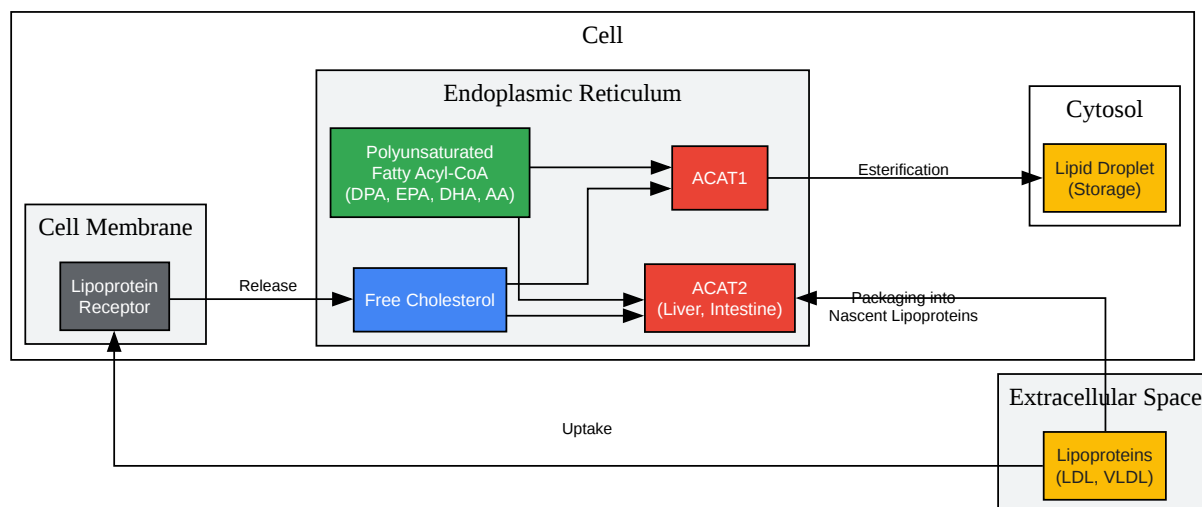 Cell
Endoplasmic Reticulum
Cytosol
Polyunsaturated
Fatty Acyl-CoA
(DPA, EPA, DHA, AA)
ACAT1
Esterification
Lipid Droplet
(Storage)
Cell Membrane
Lipoprotein
Receptor
Release
Free Cholesterol
ACAT2
(Liver, Intestine)
Packaging into
Nascent Lipoproteins
Extracellular Space
Uptake
Lipoproteins
(LDL, VLDL)